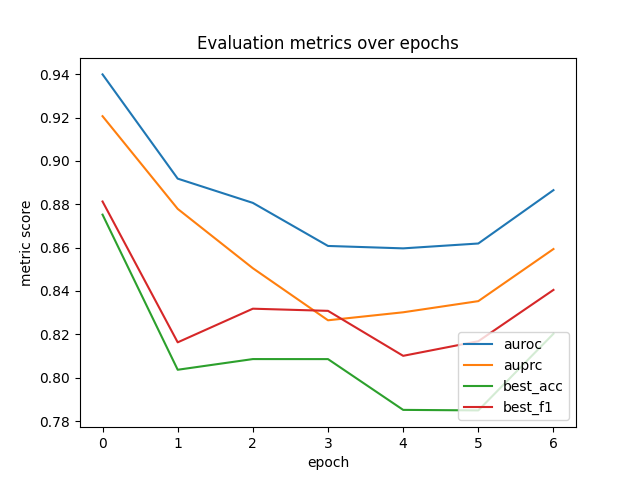 Evaluation metrics over epochs
metric score
0.94
0.92
0.90
0.88
0.86
0.84
0.82
0.80
0.78
0 1 2 3 4 5 6
epoch
auroc
auprc
best_acc
best_f1